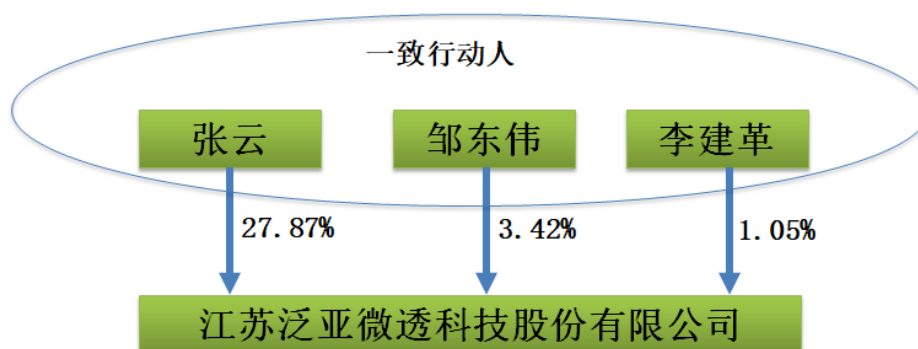 一致行动人
张云
邹东伟
李建革
27.87%
3.42%
1.05%
江苏泛亚微透科技股份有限公司